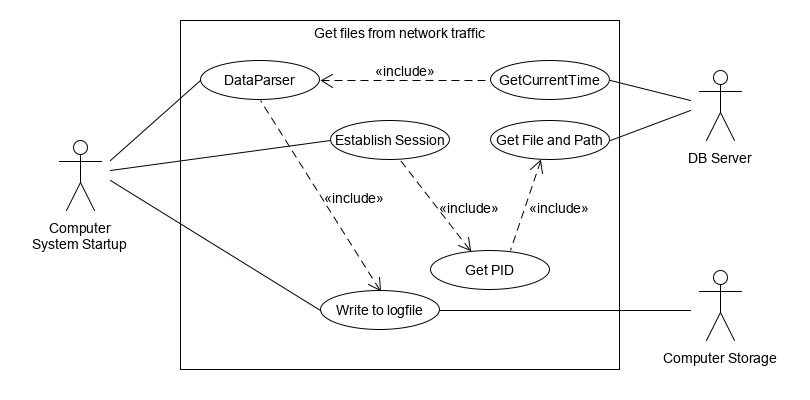 Get files from network traffic
DataParser
«include»
GetCurrentTime
Establish Session
Get File and Path
DB Server
«include»
«include»
«include»
Computer
System Startup
Get PID
Write to logfile
Computer Storage